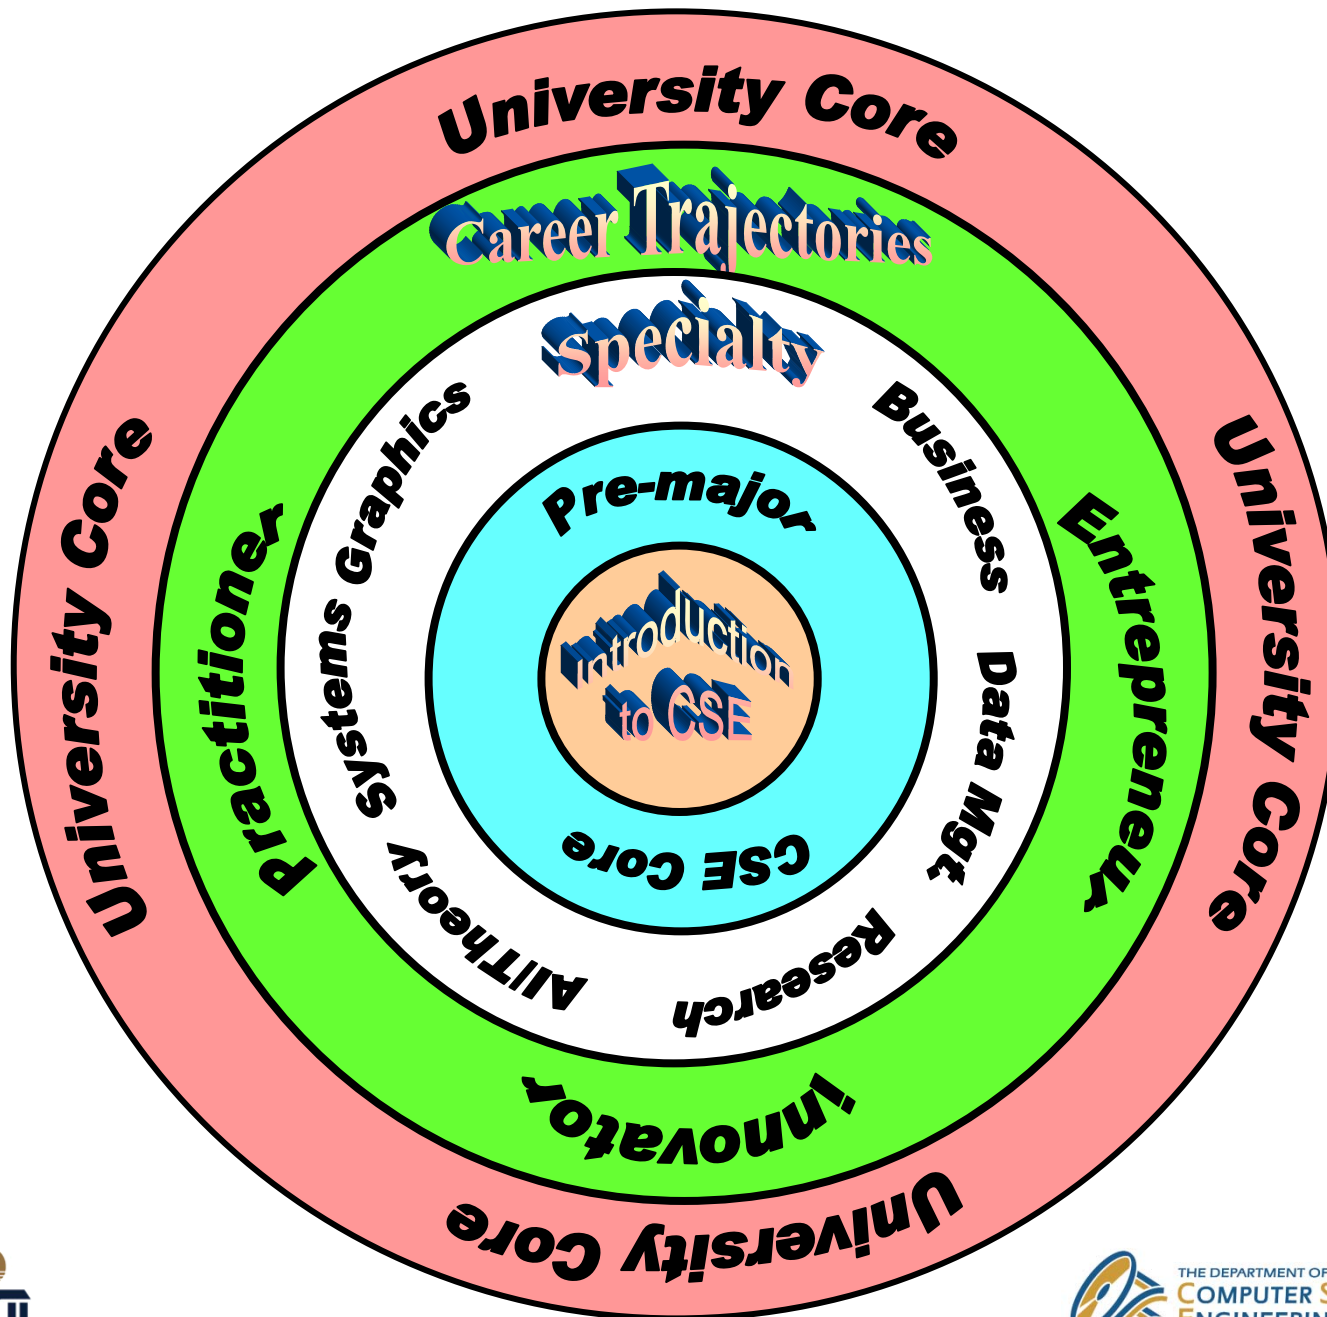 University Core
Career Trajectories
Specialty
Graphics
Business
University Core
University Core
Pre-major
Practitioner
Entrepreneur
Introduction
to CSE
Systems
Data Mgt.
CSE Core
AI/Theory
Research
innovator
University Core
THE DEPARTMENT OF
COMPUTER S
ENGINEERIN